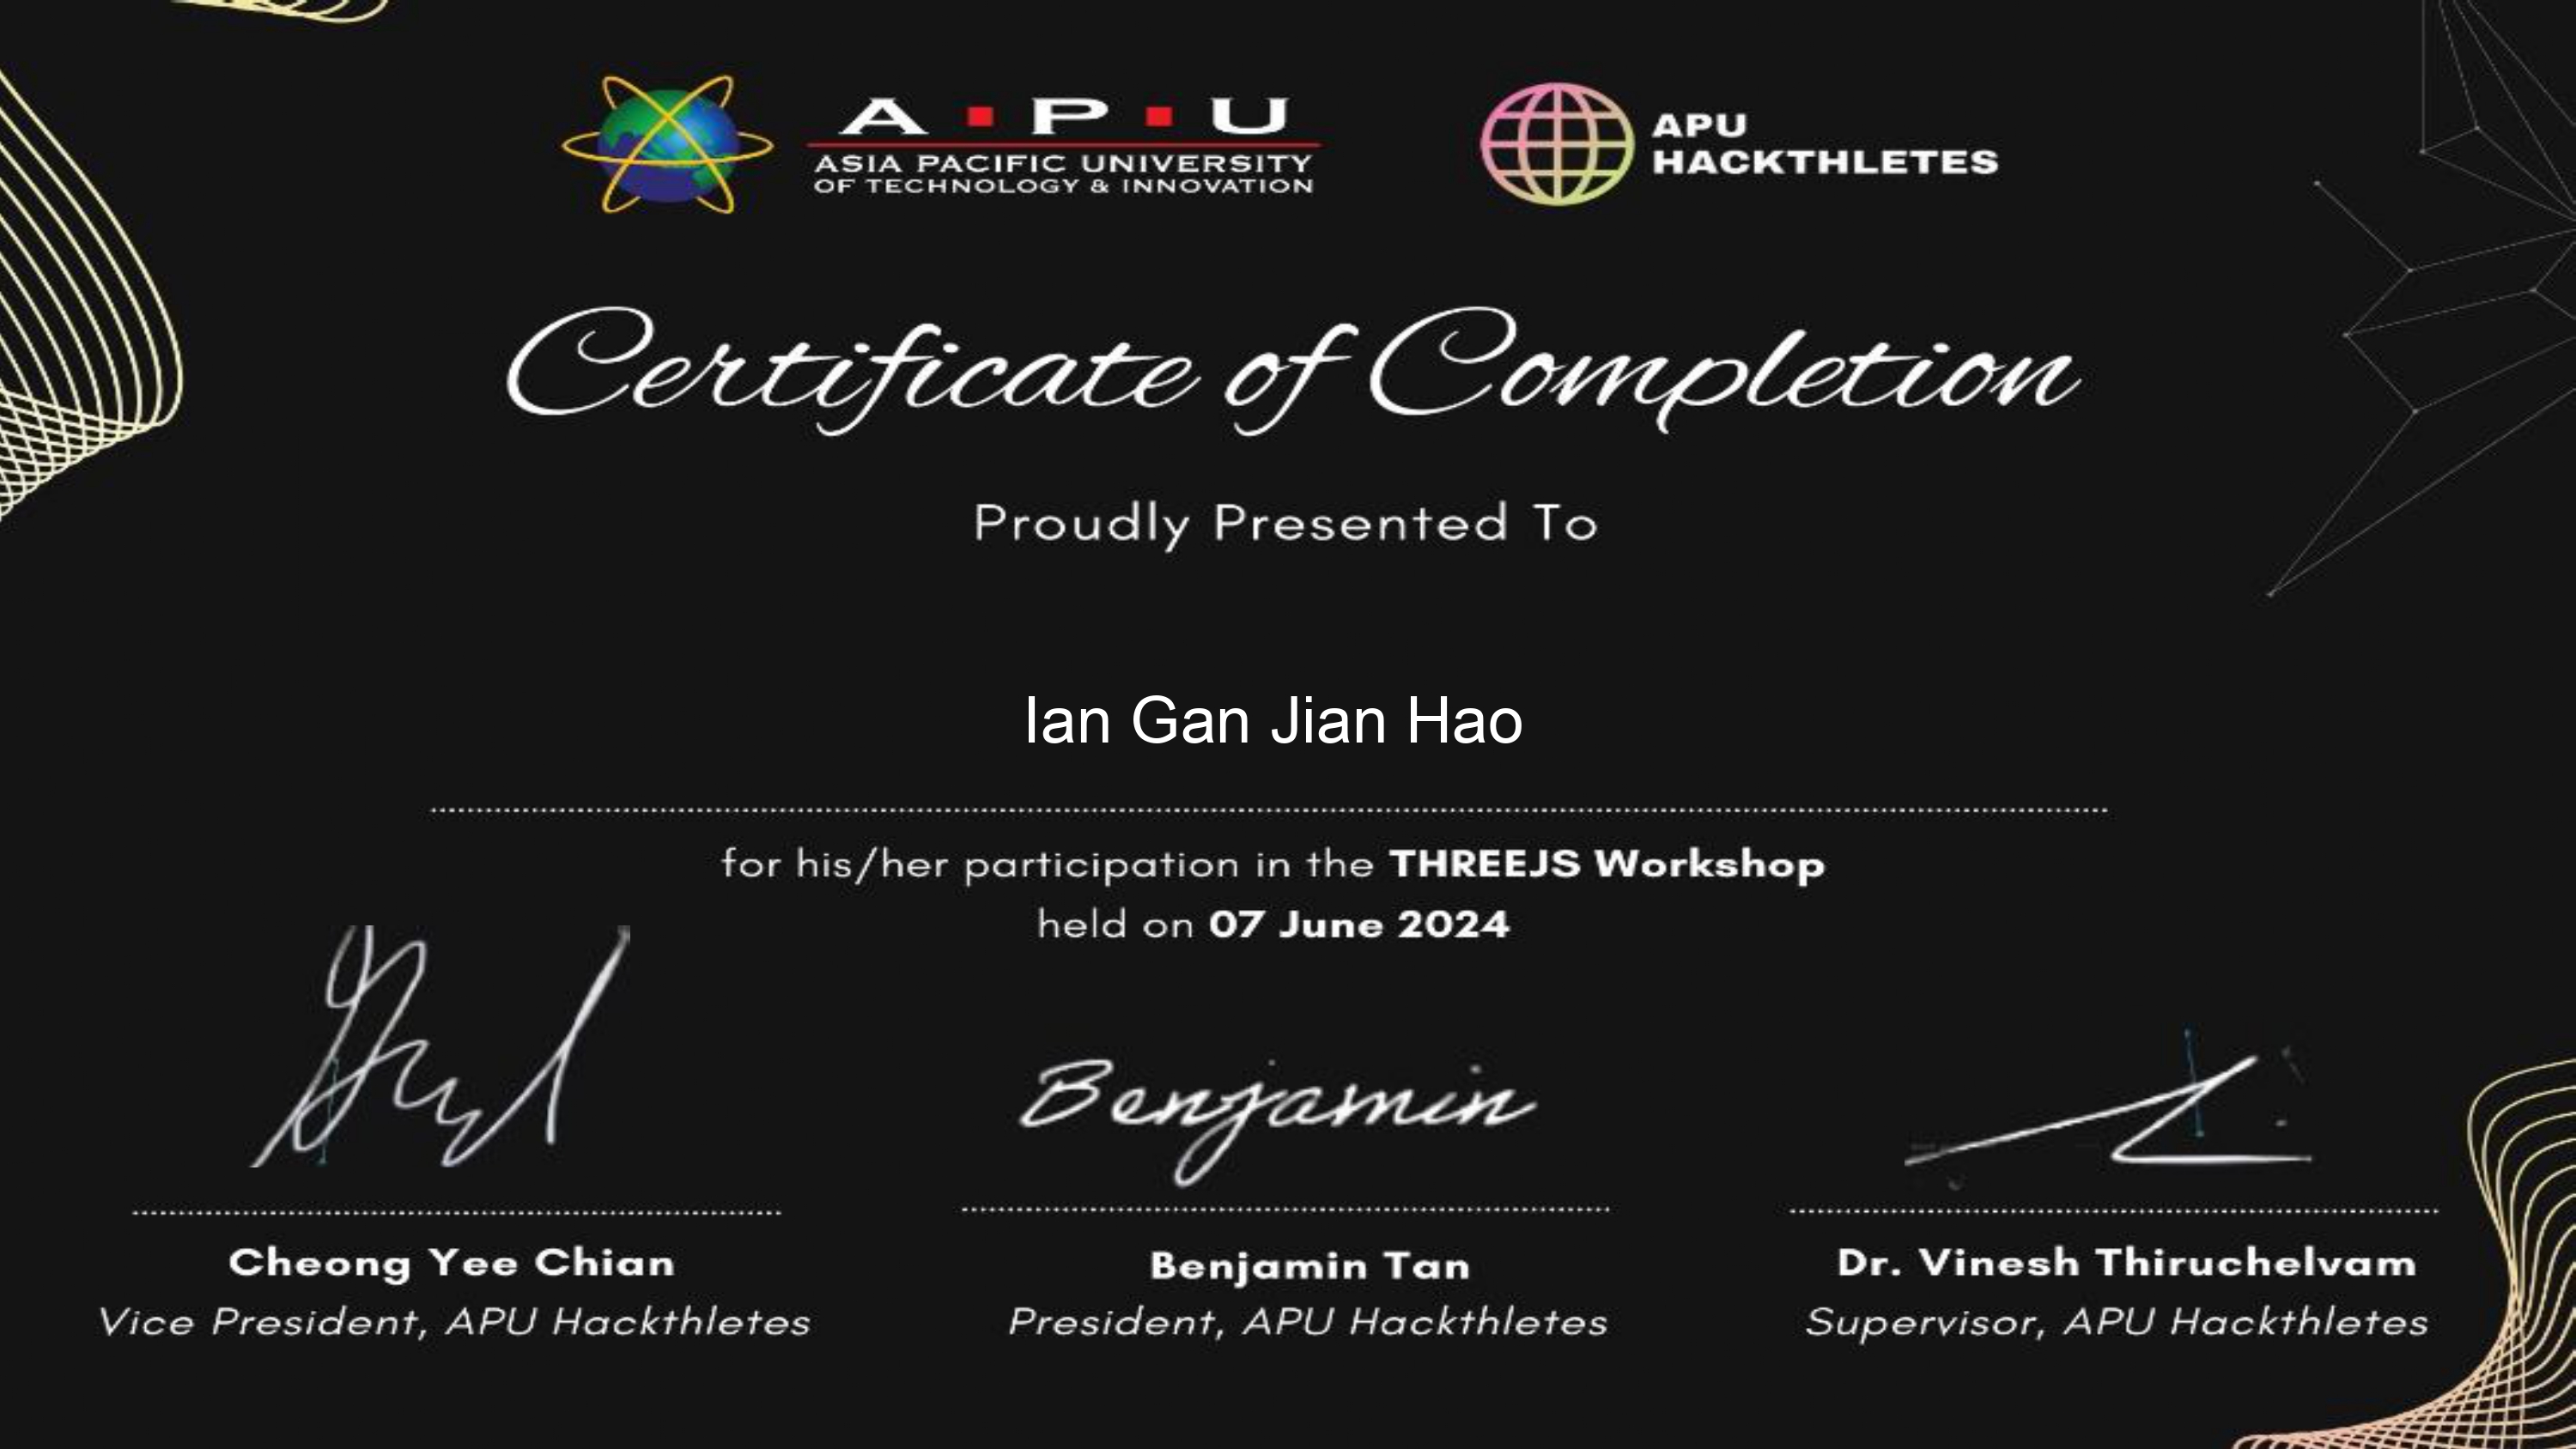 A·P·U
ASIA PACIFIC UNIVERSITY
OF TECHNOLOGY & INNOVATION
APU
HACKTHLETES
Certificate of Completion
Proudly Presented To
Ian Gan Jian Hao
for his/her participation in the THREEJS Workshop
held on 07 June 2024
Benjamin
Cheong Yee Chian
Vice President, APU Hackthletes
Benjamin Tan
President, APU Hackthletes
Dr. Vinesh Thiruchelvam
Supervisor, APU Hackthletes